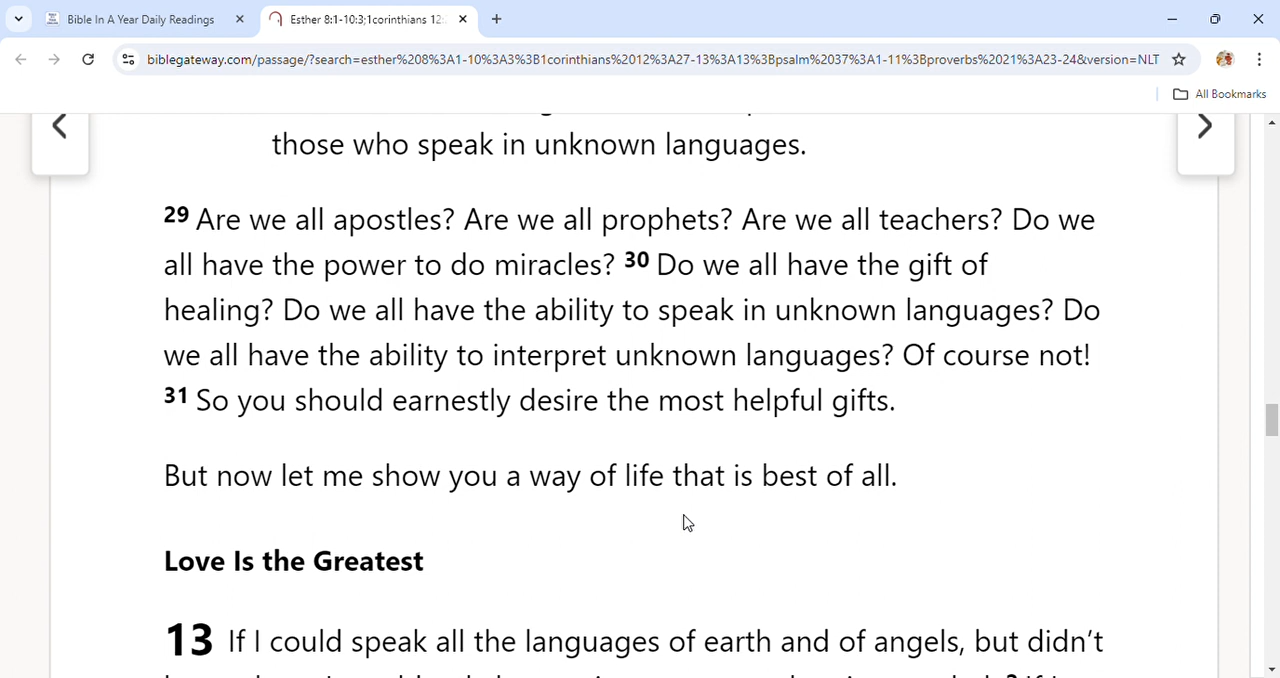 Bible In A Year Daily Readings
Esther 8:1-10:3;1corinthians 12:
biblegateway.com/passage/?search=esther%208%3A1-10%3A3%3B1corinthians%2012%3A27-13%3A13%3Bpsalm%2037%3A1-11%3Bproverbs%2021%3A23-24&version=NLT
All Bookmarks
those who speak in unknown languages.
29 Are we all apostles? Are we all prophets? Are we all teachers? Do we
all have the power to do miracles? 30 Do we all have the gift of
healing? Do we all have the ability to speak in unknown languages? Do
we all have the ability to interpret unknown languages? Of course not!
31 So you should earnestly desire the most helpful gifts.
But now let me show you a way of life that is best of all.
Love Is the Greatest
13 If I could speak all the languages of earth and of angels, but didn't